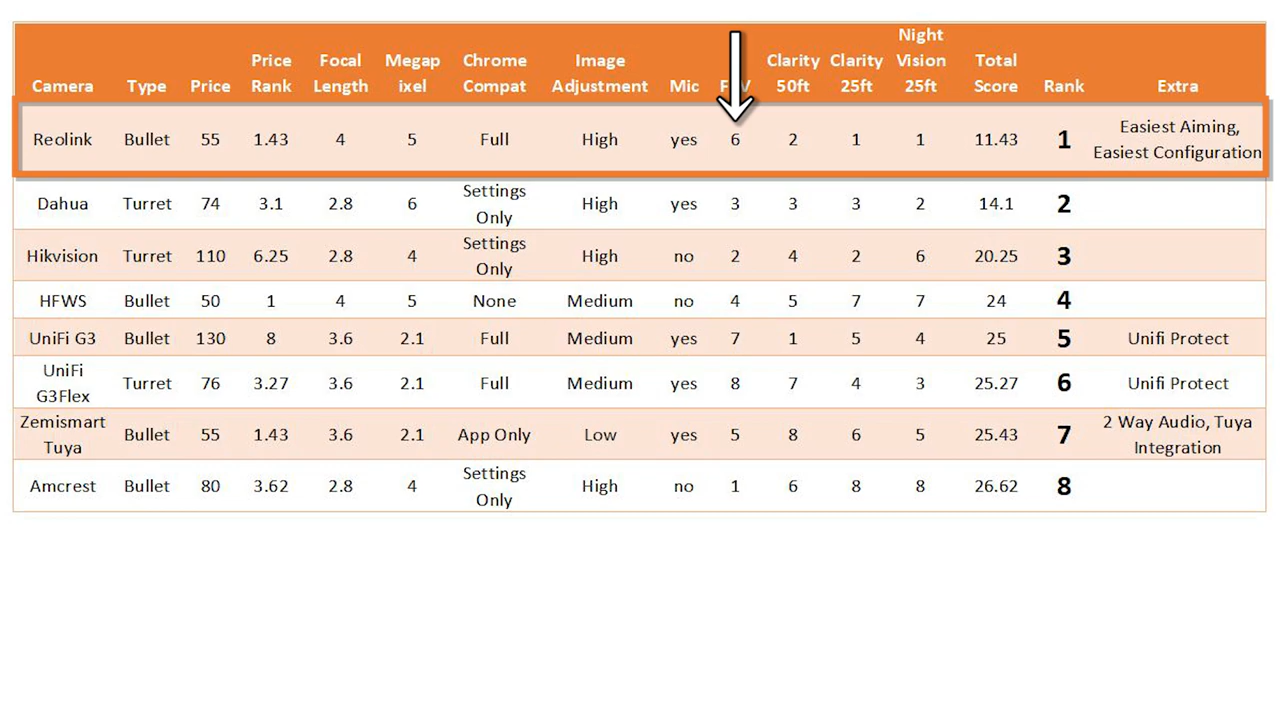 Camera Type Price Price Rank Focal Length Megap ixel Chrome Compat Image Adjustment Mic Clarity 50ft Clarity 25ft Night Vision 25ft Total Score Rank Extra
Reolink Bullet 55 1.43 4 5 Full High yes 6 2 1 1 11.43 1 Easiest Aiming, Easiest Configuration
Dahua Turret 74 3.1 2.8 6 Settings Only High yes 3 3 3 2 14.1 2
Hikvision Turret 110 6.25 2.8 4 Settings Only High no 2 4 2 6 20.25 3
HFWS Bullet 50 1 4 5 None Medium no 4 5 7 7 24 4
UniFi G3 Bullet 130 8 3.6 2.1 Full Medium yes 7 1 5 4 25 5 Unifi Protect
UniFi G3Flex Turret 76 3.27 3.6 2.1 Full Medium yes 8 7 4 3 25.27 6 Unifi Protect
Zemismart Tuya Bullet 55 1.43 3.6 2.1 App Only Low yes 5 8 6 5 25.43 7 2 Way Audio, Tuya Integration
Amcrest Bullet 80 3.62 2.8 4 Settings Only High no 1 6 8 8 26.62 8